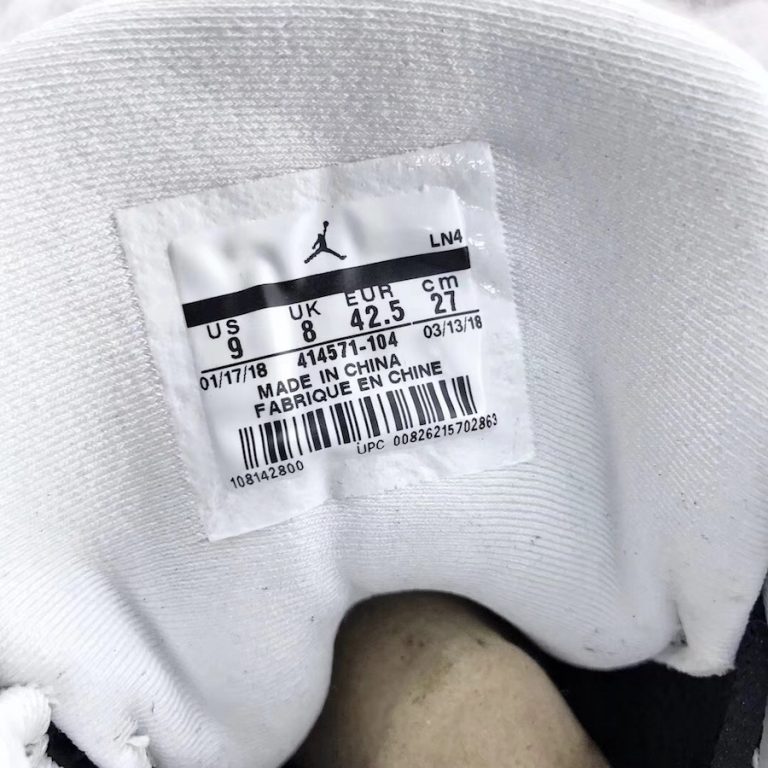 LN4
US UK EUR cm
9 8 42.5 27
01/17/18 414571-104 03/13/18
MADE IN CHINA
FABRIQUE EN CHINE
108142800 UPC 00826215702863